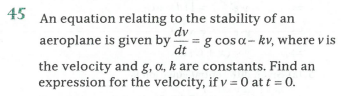 45 An equation relating to the stability of an
aeroplane is given by dv/dt = g cos α – kv, where v is
the velocity and g, α, k are constants. Find an
expression for the velocity, if v = 0 at t = 0.